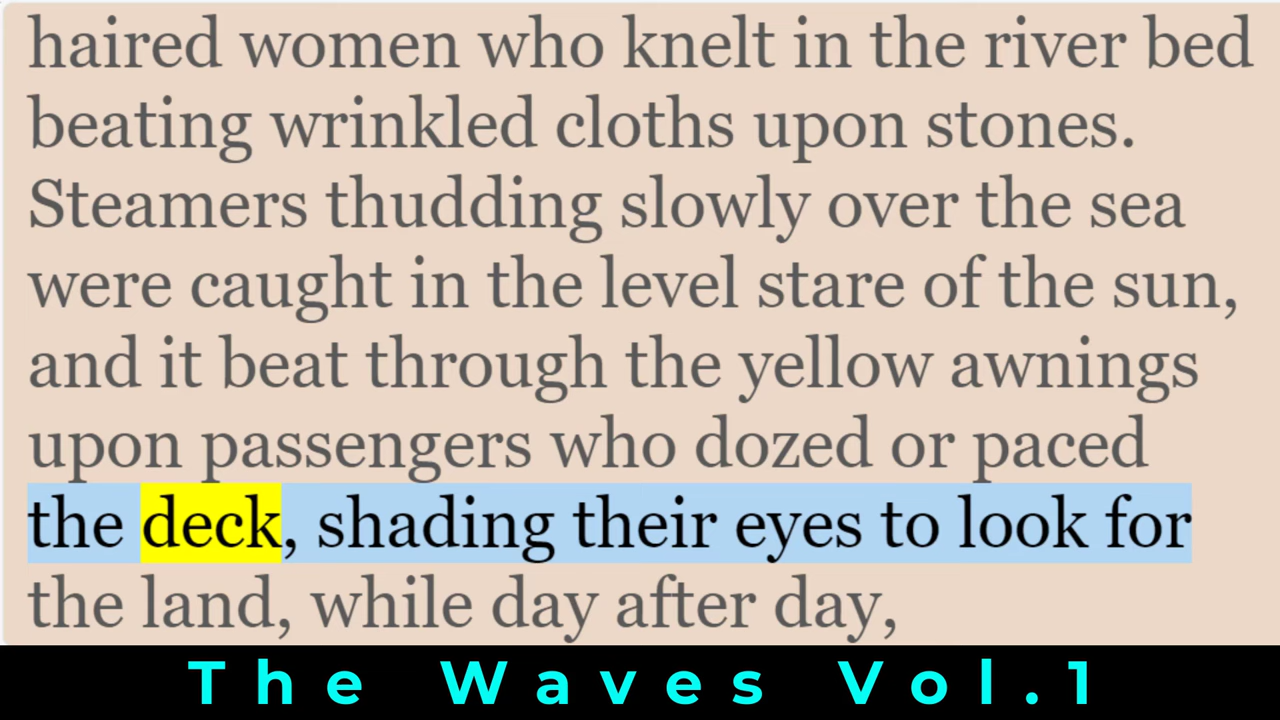 haired women who knelt in the river bed
beating wrinkled cloths upon stones.
Steamers thudding slowly over the sea
were caught in the level stare of the sun,
and it beat through the yellow awnings
upon passengers who dozed or paced
the deck, shading their eyes to look for
the land, while day after day,
The Waves Vol.1